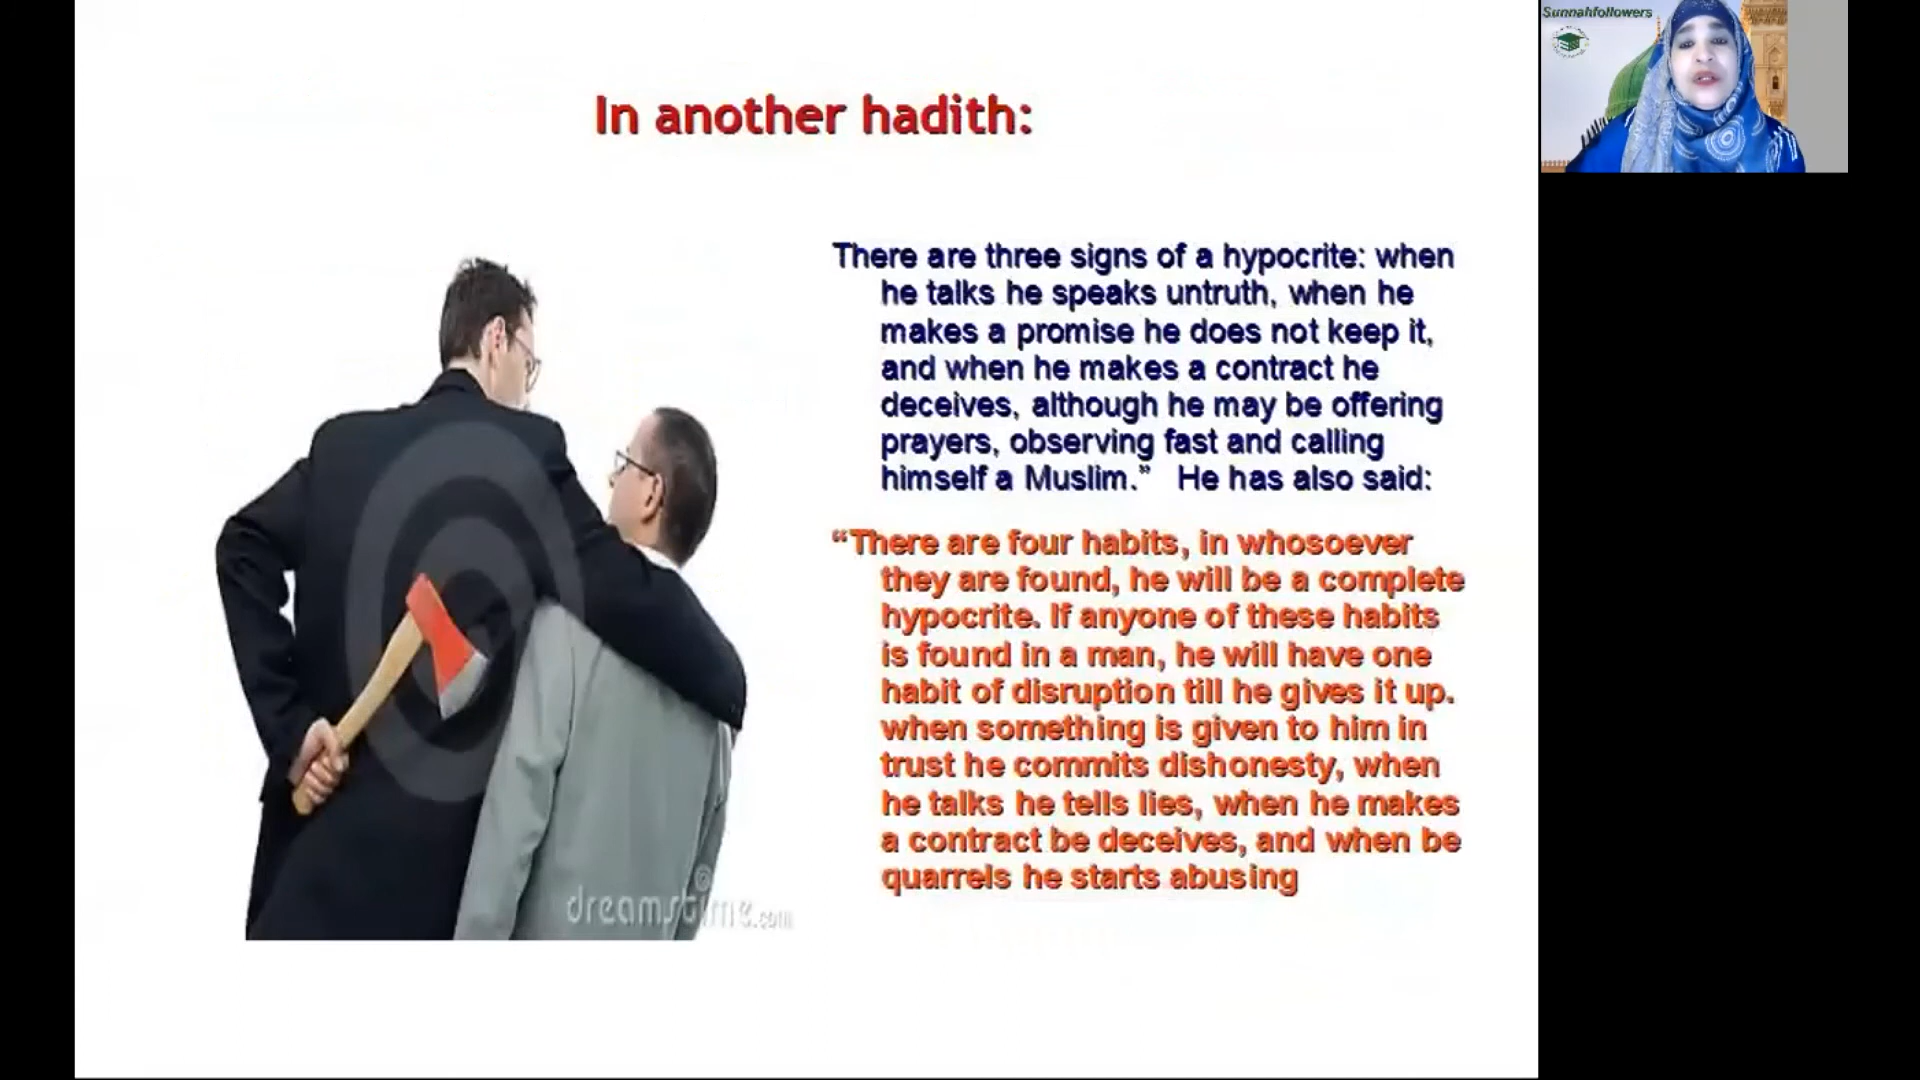 In another hadith:
There are three signs of a hypocrite: when
he talks he speaks untruth, when he
makes a promise he does not keep it,
and when he makes a contract he
deceives, although he may be offering
prayers, observing fast and calling
himself a Muslim.” He has also said:
“There are four habits, in whosoever
they are found, he will be a complete
hypocrite. If anyone of these habits
is found in a man, he will have one
habit of disruption till he gives it up.
when something is given to him in
trust he commits dishonesty, when
he talks he tells lies, when he makes
a contract be deceives, and when be
quarrels he starts abusing
dreamstime.com
Sunnahfollowers